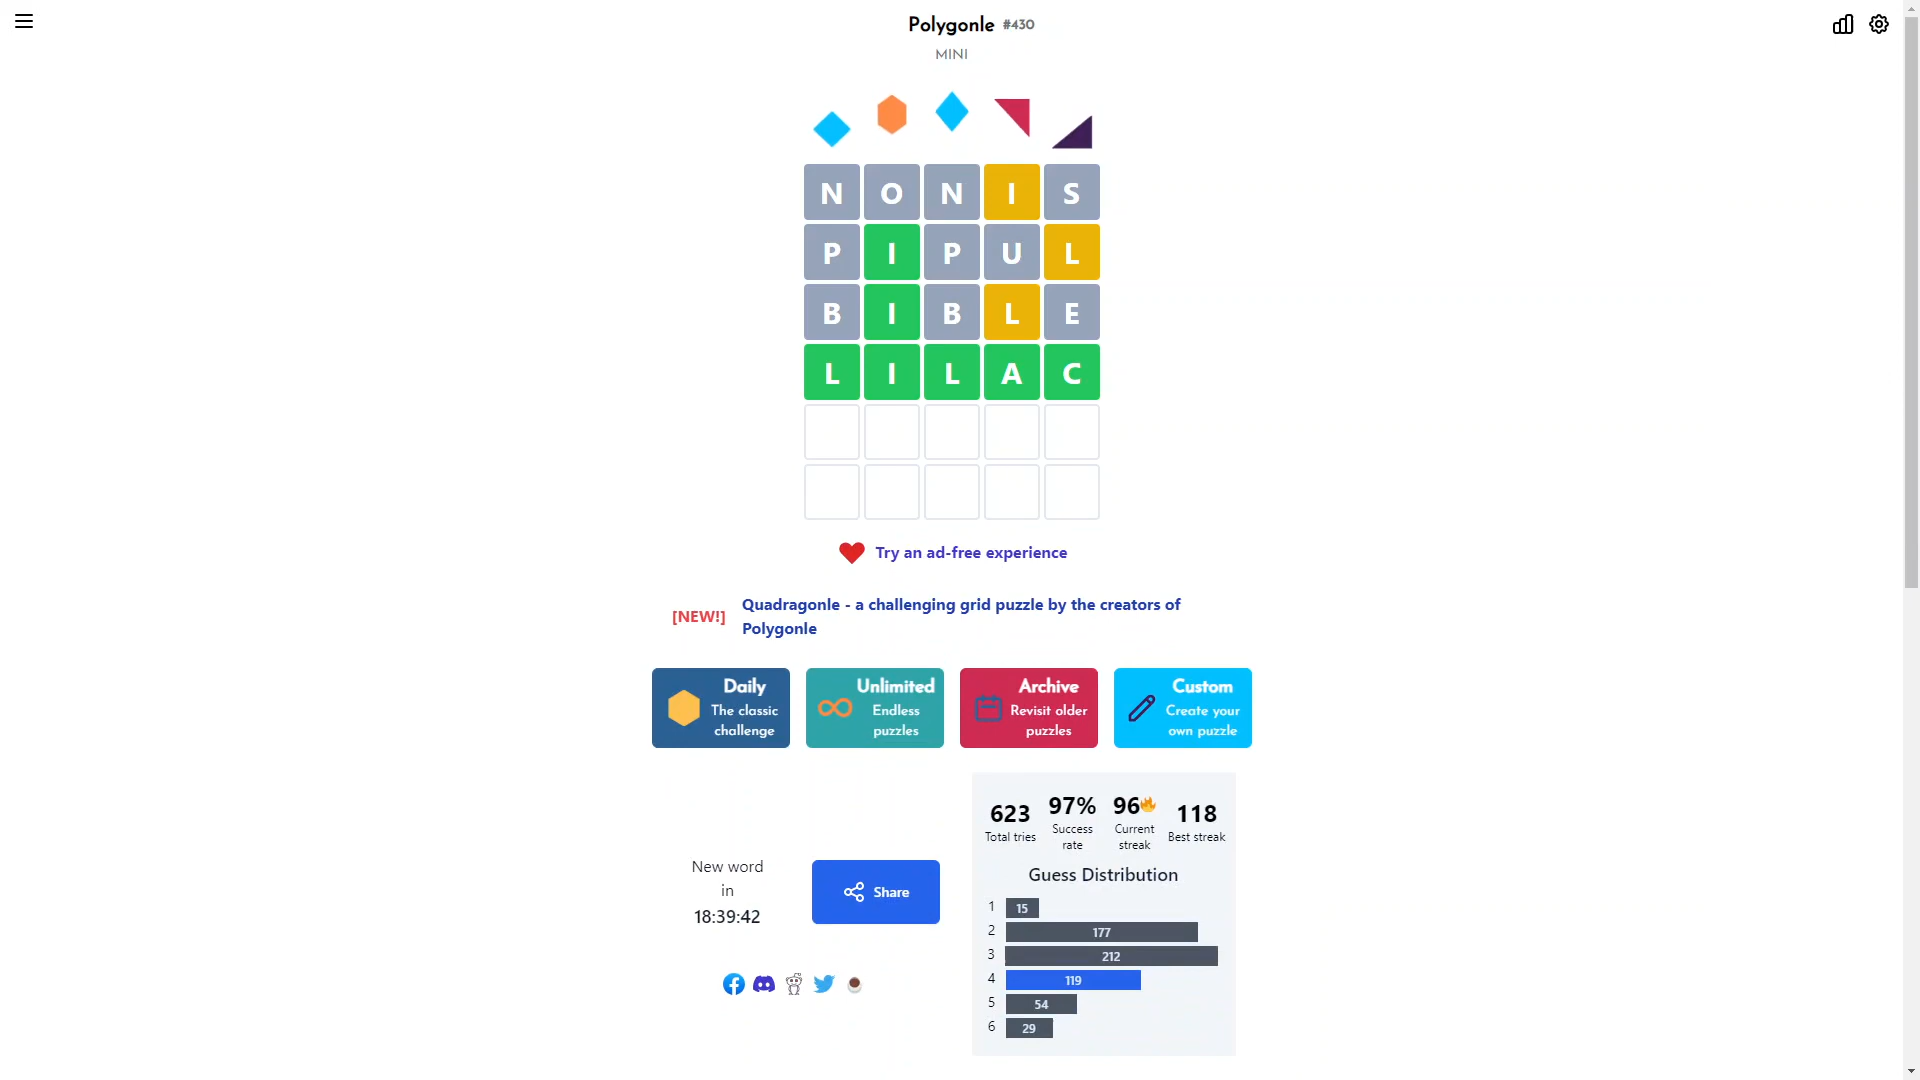 Polygonle #430
MINI
N O N I S
P I P U L
B I B L E
L I L A C
Try an ad-free experience
[NEW!] Quadragonle - a challenging grid puzzle by the creators of
Polygonle
Daily
The classic
challenge
Unlimited
Endless
puzzles
Archive
Revisit older
puzzles
Custom
Create your
own puzzle
New word
in
18:39:42
Share
623
Total tries
97%
Success
rate
96
Current
streak
118
Best streak
Guess Distribution
1 15
2 177
3 212
4 119
5 54
6 29